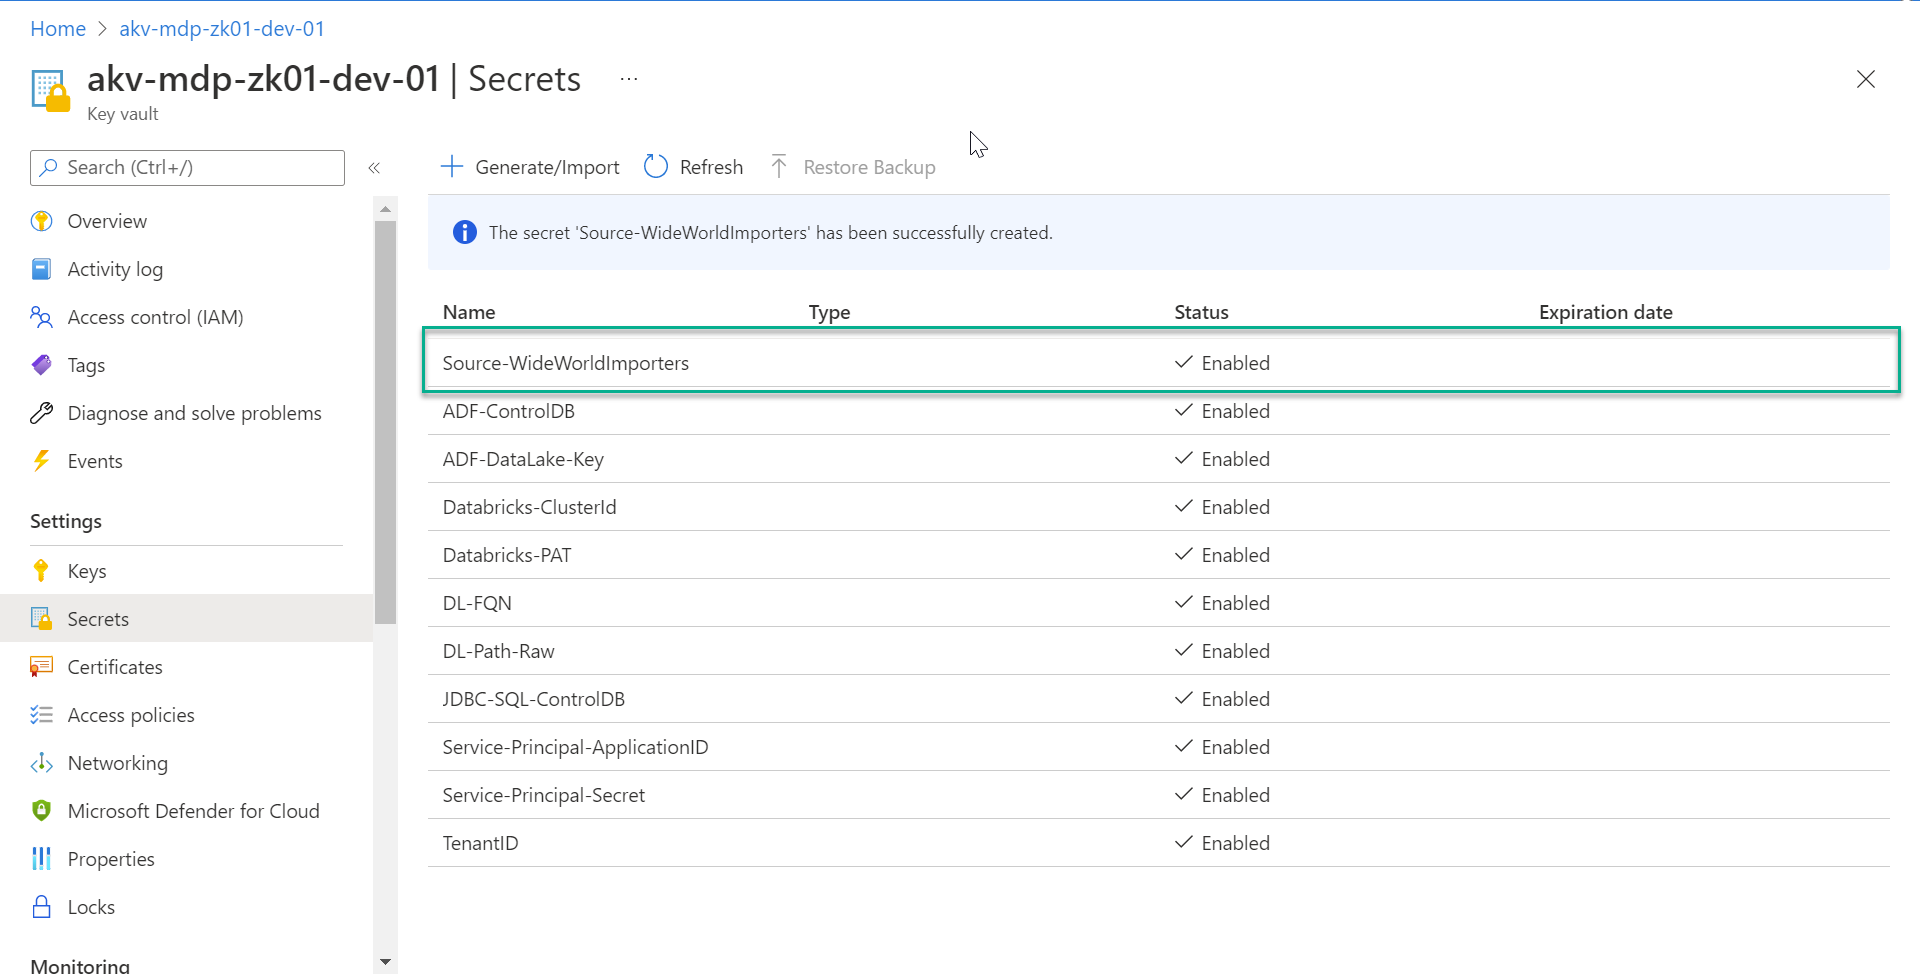 Home > akv-mdp-zk01-dev-01
akv-mdp-zk01-dev-01 | Secrets ...
Key vault
Search (Ctrl+/) «
Generate/Import Refresh Restore Backup
The secret 'Source-WideWorldImporters' has been successfully created.
Overview
Activity log
Access control (IAM)
Tags
Diagnose and solve problems
Events
Settings
Keys
Secrets
Certificates
Access policies
Networking
Microsoft Defender for Cloud
Properties
Locks
Monitoring
Name Type Status Expiration date
Source-WideWorldImporters Enabled
ADF-ControlDB Enabled
ADF-DataLake-Key Enabled
Databricks-ClusterId Enabled
Databricks-PAT Enabled
DL-FQN Enabled
DL-Path-Raw Enabled
JDBC-SQL-ControlDB Enabled
Service-Principal-ApplicationID Enabled
Service-Principal-Secret Enabled
TenantID Enabled